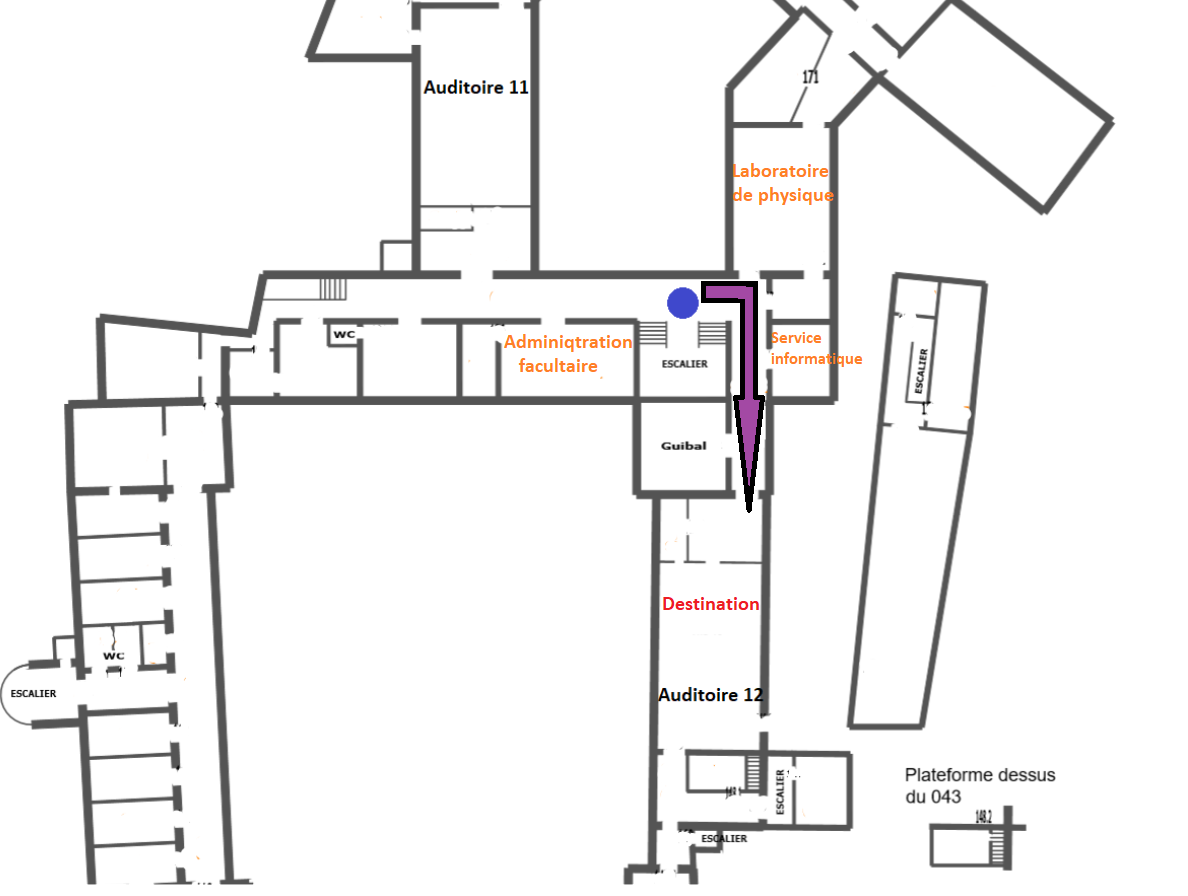 Auditoire 11
171
Laboratoire
de physique
WC
Adminiqtration
facultaire
ESCALIER
Service
informatique
ESCALIER
Guibal
Destination
WC
ESCALIER
Auditoire 12
ESCALIER
Plateforme dessus
du 043
148.2
ESCALIER